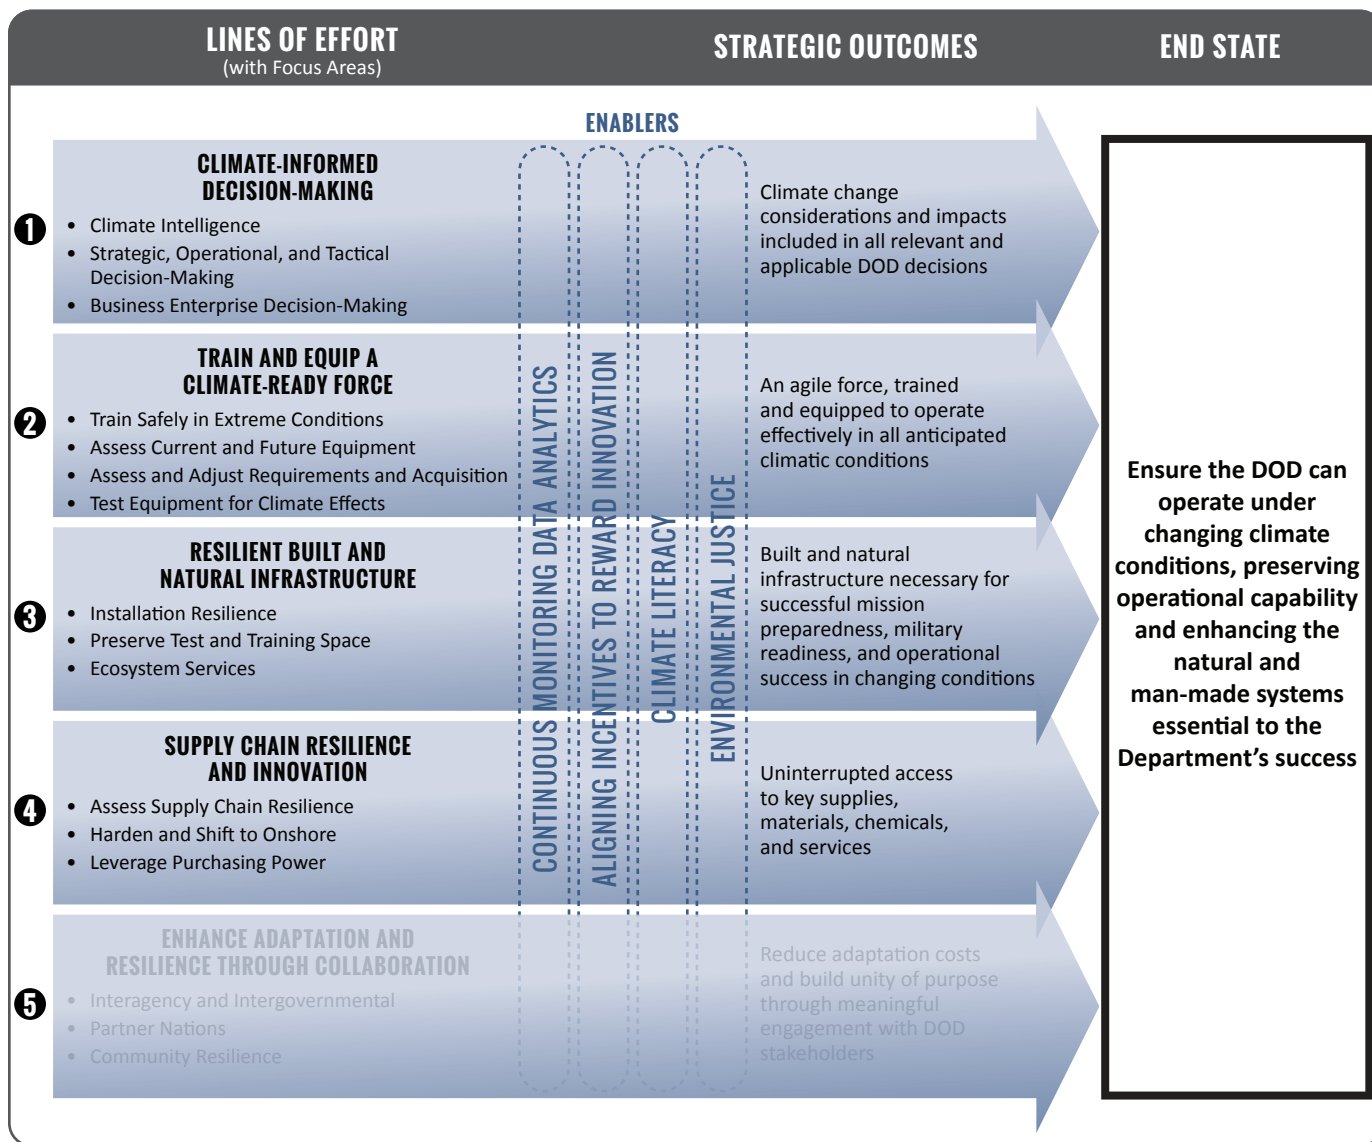 LINES OF EFFORT
(with Focus Areas)
STRATEGIC OUTCOMES
END STATE
ENABLERS
1
CLIMATE-INFORMED
DECISION-MAKING
• Climate Intelligence
• Strategic, Operational, and Tactical
Decision-Making
• Business Enterprise Decision-Making
Climate change
considerations and impacts
included in all relevant and
applicable DOD decisions
2
TRAIN AND EQUIP A
CLIMATE-READY FORCE
• Train Safely in Extreme Conditions
• Assess Current and Future Equipment
• Assess and Adjust Requirements and Acquisition
• Test Equipment for Climate Effects
An agile force, trained
and equipped to operate
effectively in all anticipated
climatic conditions
3
RESILIENT BUILT AND
NATURAL INFRASTRUCTURE
• Installation Resilience
• Preserve Test and Training Space
• Ecosystem Services
Built and natural
infrastructure necessary for
successful mission
preparedness, military
readiness, and operational
success in changing conditions
4
SUPPLY CHAIN RESILIENCE
AND INNOVATION
• Assess Supply Chain Resilience
• Harden and Shift to Onshore
• Leverage Purchasing Power
Uninterrupted access
to key supplies,
materials, chemicals,
and services
5
ENHANCE ADAPTATION AND
RESILIENCE THROUGH COLLABORATION
• Interagency and Intergovernmental
• Partner Nations
• Community Resilience
Reduce adaptation costs
and build unity of purpose
through meaningful
engagement with DOD
stakeholders
CONTINUOUS MONITORING DATA ANALYTICS
ALIGNING INCENTIVES TO REWARD INNOVATION
CLIMATE LITERACY
ENVIRONMENTAL JUSTICE
Ensure the DOD can
operate under
changing climate
conditions, preserving
operational capability
and enhancing the
natural and
man-made systems
essential to the
Department’s success